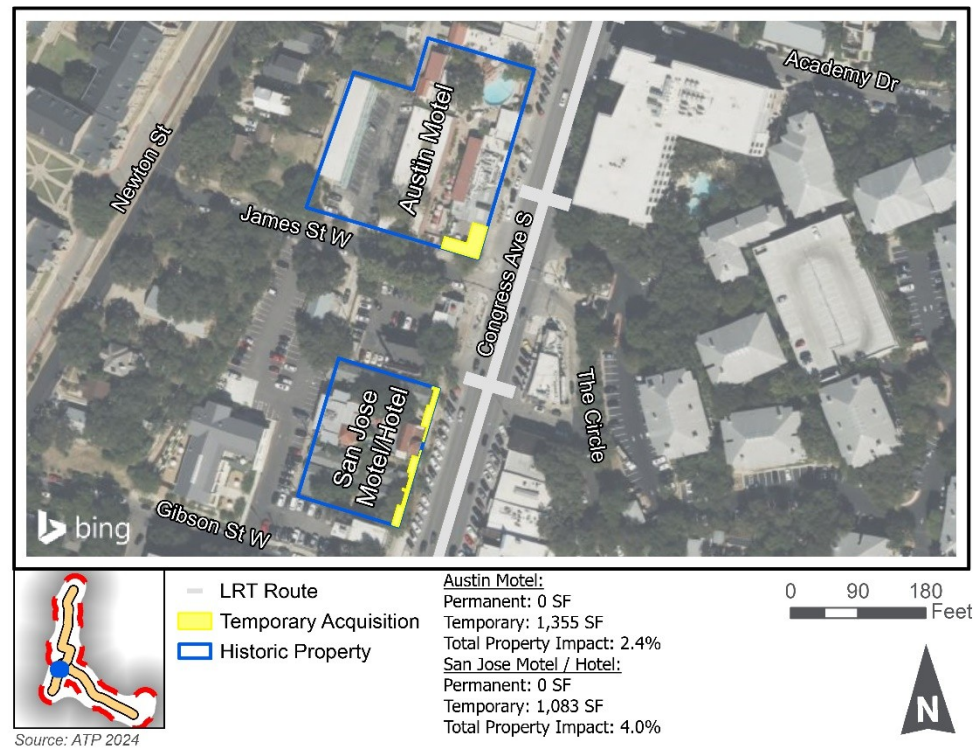 Academy Dr
Newton St
Austin Motel
James St W
Congress Ave S
The Circle
San Jose
Motel/Hotel
Gibson St W
bing
LRT Route
Temporary Acquisition
Historic Property
Austin Motel:
Permanent: 0 SF
Temporary: 1,355 SF
Total Property Impact: 2.4%
San Jose Motel / Hotel:
Permanent: 0 SF
Temporary: 1,083 SF
Total Property Impact: 4.0%
0 90 180
Feet
N
Source: ATP 2024